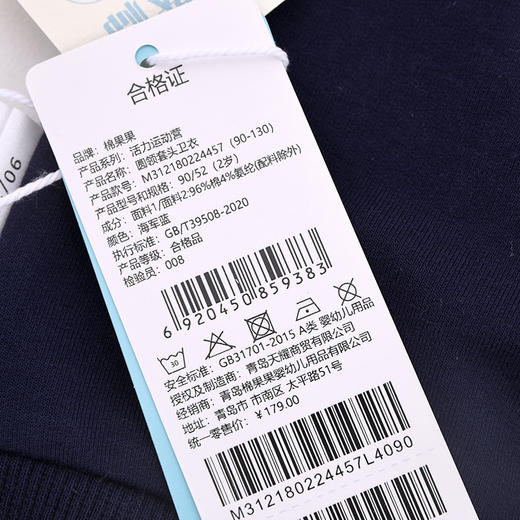 合格证
品牌：棉果果
产品系列：活力运动营
产品名称：圆领套头卫衣
产品款号：M312180224457 (90-130)
产品型号和规格：90/52 (2岁)
成分：面料1/面料2:96%棉4%氨纶(配料除外)
颜色：海军蓝
执行标准：GB/T39508-2020
产品等级：合格品
检验员：008
6920450859383
30
安全标准：GB31701-2015 A类 婴幼儿用品
授权及制造商：青岛天耀商贸有限公司
经销商：青岛棉果果婴幼儿用品有限公司
地址：青岛市 市南区 太平路51号
统一零售价：¥179.00
M312180224457L4090
/06